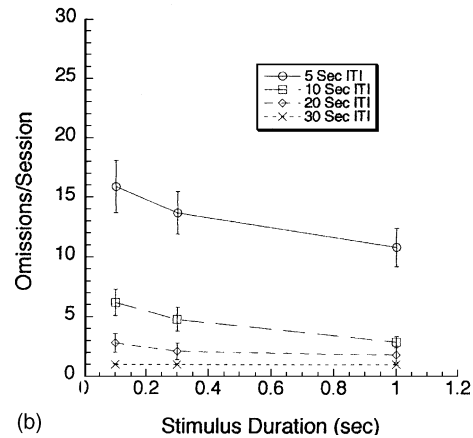 30
25
20
15
10
5
0
Omissions/Session
5 Sec ITI
10 Sec ITI
20 Sec ITI
30 Sec ITI
0 0.2 0.4 0.6 0.8 1 1.2
(b) Stimulus Duration (sec)